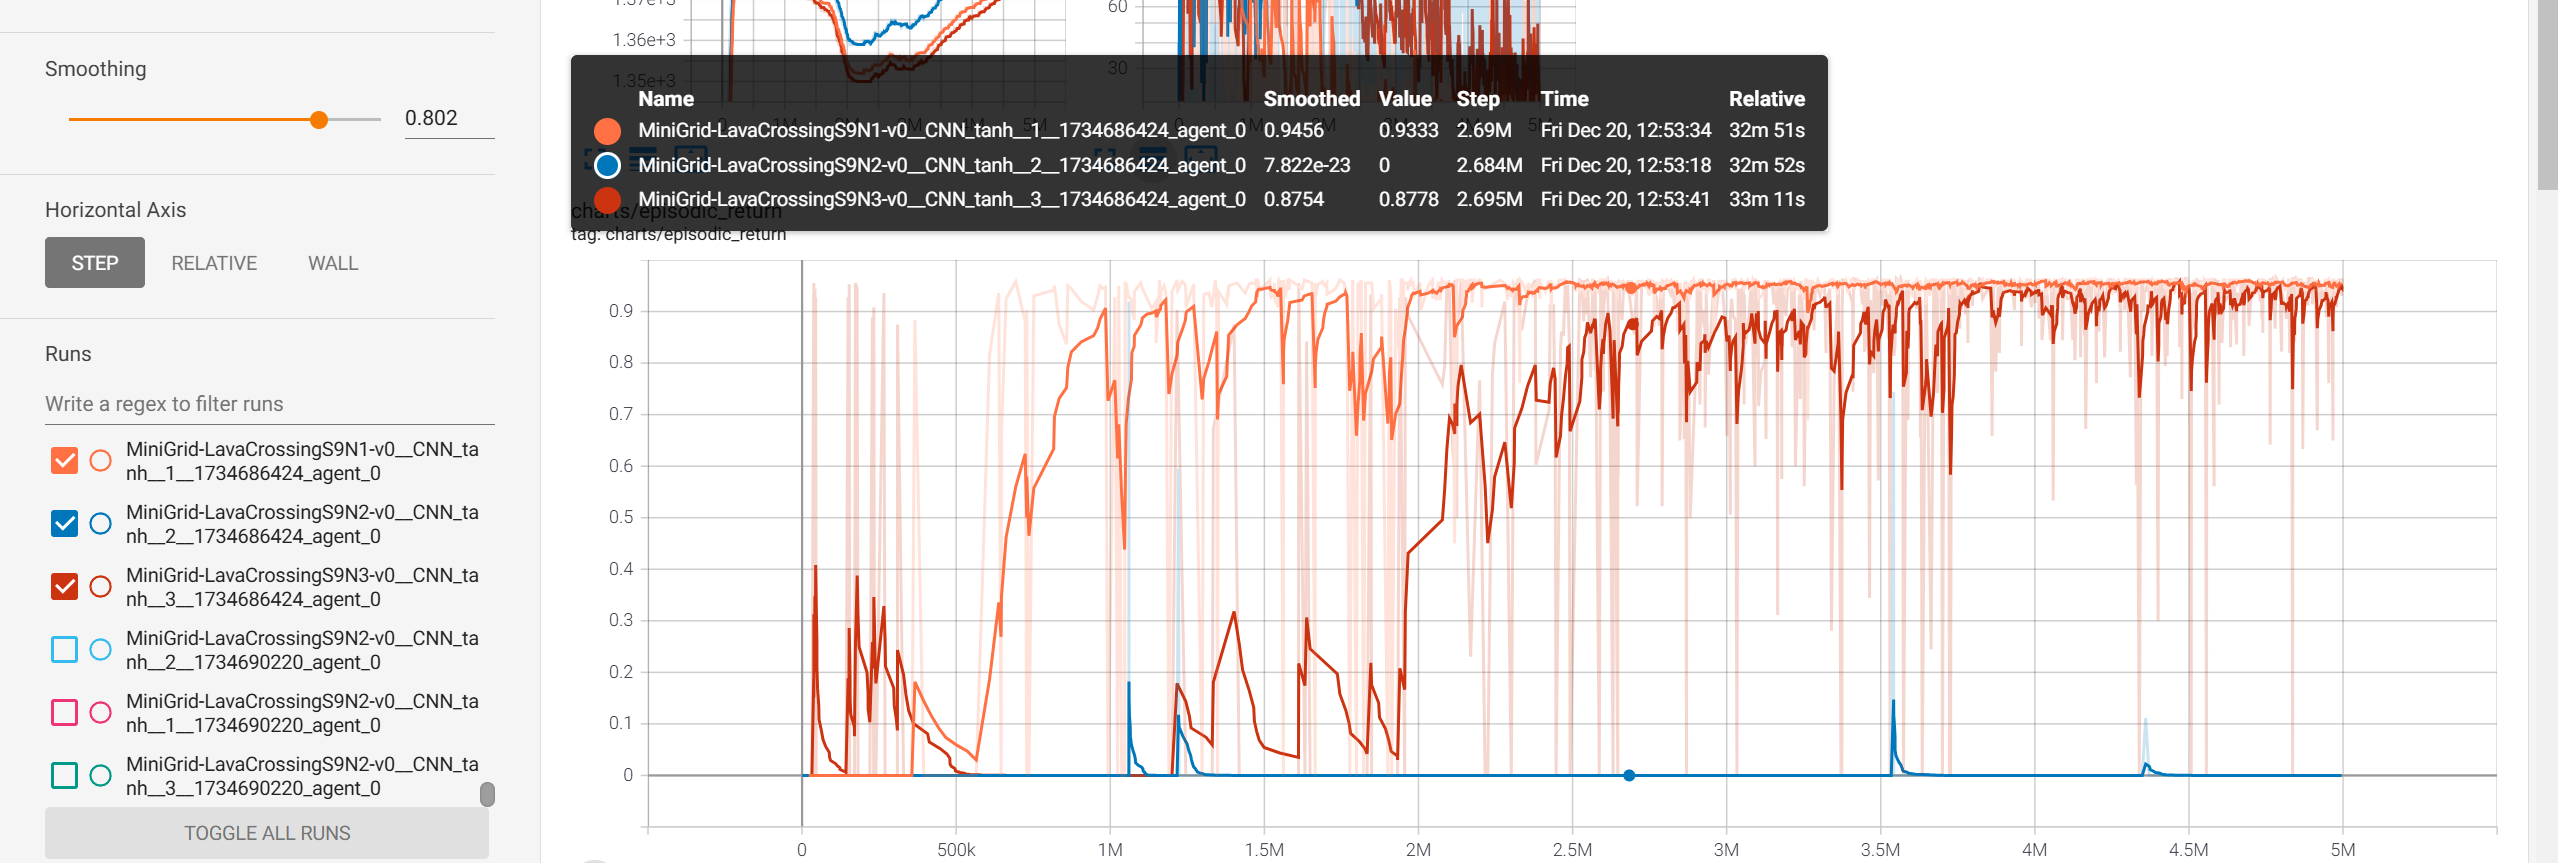 Smoothing
0.802
Horizontal Axis
STEP RELATIVE WALL
Runs
Write a regex to filter runs
MiniGrid-LavaCrossingS9N1-v0__CNN_ta
nh__1__1734686424_agent_0
MiniGrid-LavaCrossingS9N2-v0__CNN_ta
nh__2__1734686424_agent_0
MiniGrid-LavaCrossingS9N3-v0__CNN_ta
nh__3__1734686424_agent_0
MiniGrid-LavaCrossingS9N2-v0__CNN_ta
nh__2__1734690220_agent_0
MiniGrid-LavaCrossingS9N2-v0__CNN_ta
nh__1__1734690220_agent_0
MiniGrid-LavaCrossingS9N2-v0__CNN_ta
nh__3__1734690220_agent_0
TOGGLE ALL RUNS
1.37e+3
1.36e+3
1.35e+3
60
30
Name Smoothed Value Step Time Relative
MiniGrid-LavaCrossingS9N1-v0__CNN_tanh__1__1734686424_agent_0 0.9456 0.9333 2.69M Fri Dec 20, 12:53:34 32m 51s
MiniGrid-LavaCrossingS9N2-v0__CNN_tanh__2__1734686424_agent_0 7.822e-23 0 2.684M Fri Dec 20, 12:53:18 32m 52s
MiniGrid-LavaCrossingS9N3-v0__CNN_tanh__3__1734686424_agent_0 0.8754 0.8778 2.695M Fri Dec 20, 12:53:41 33m 11s
charts/episodic_return
tag: charts/episodic_return
0.9
0.8
0.7
0.6
0.5
0.4
0.3
0.2
0.1
0
0 500k 1M 1.5M 2M 2.5M 3M 3.5M 4M 4.5M 5M